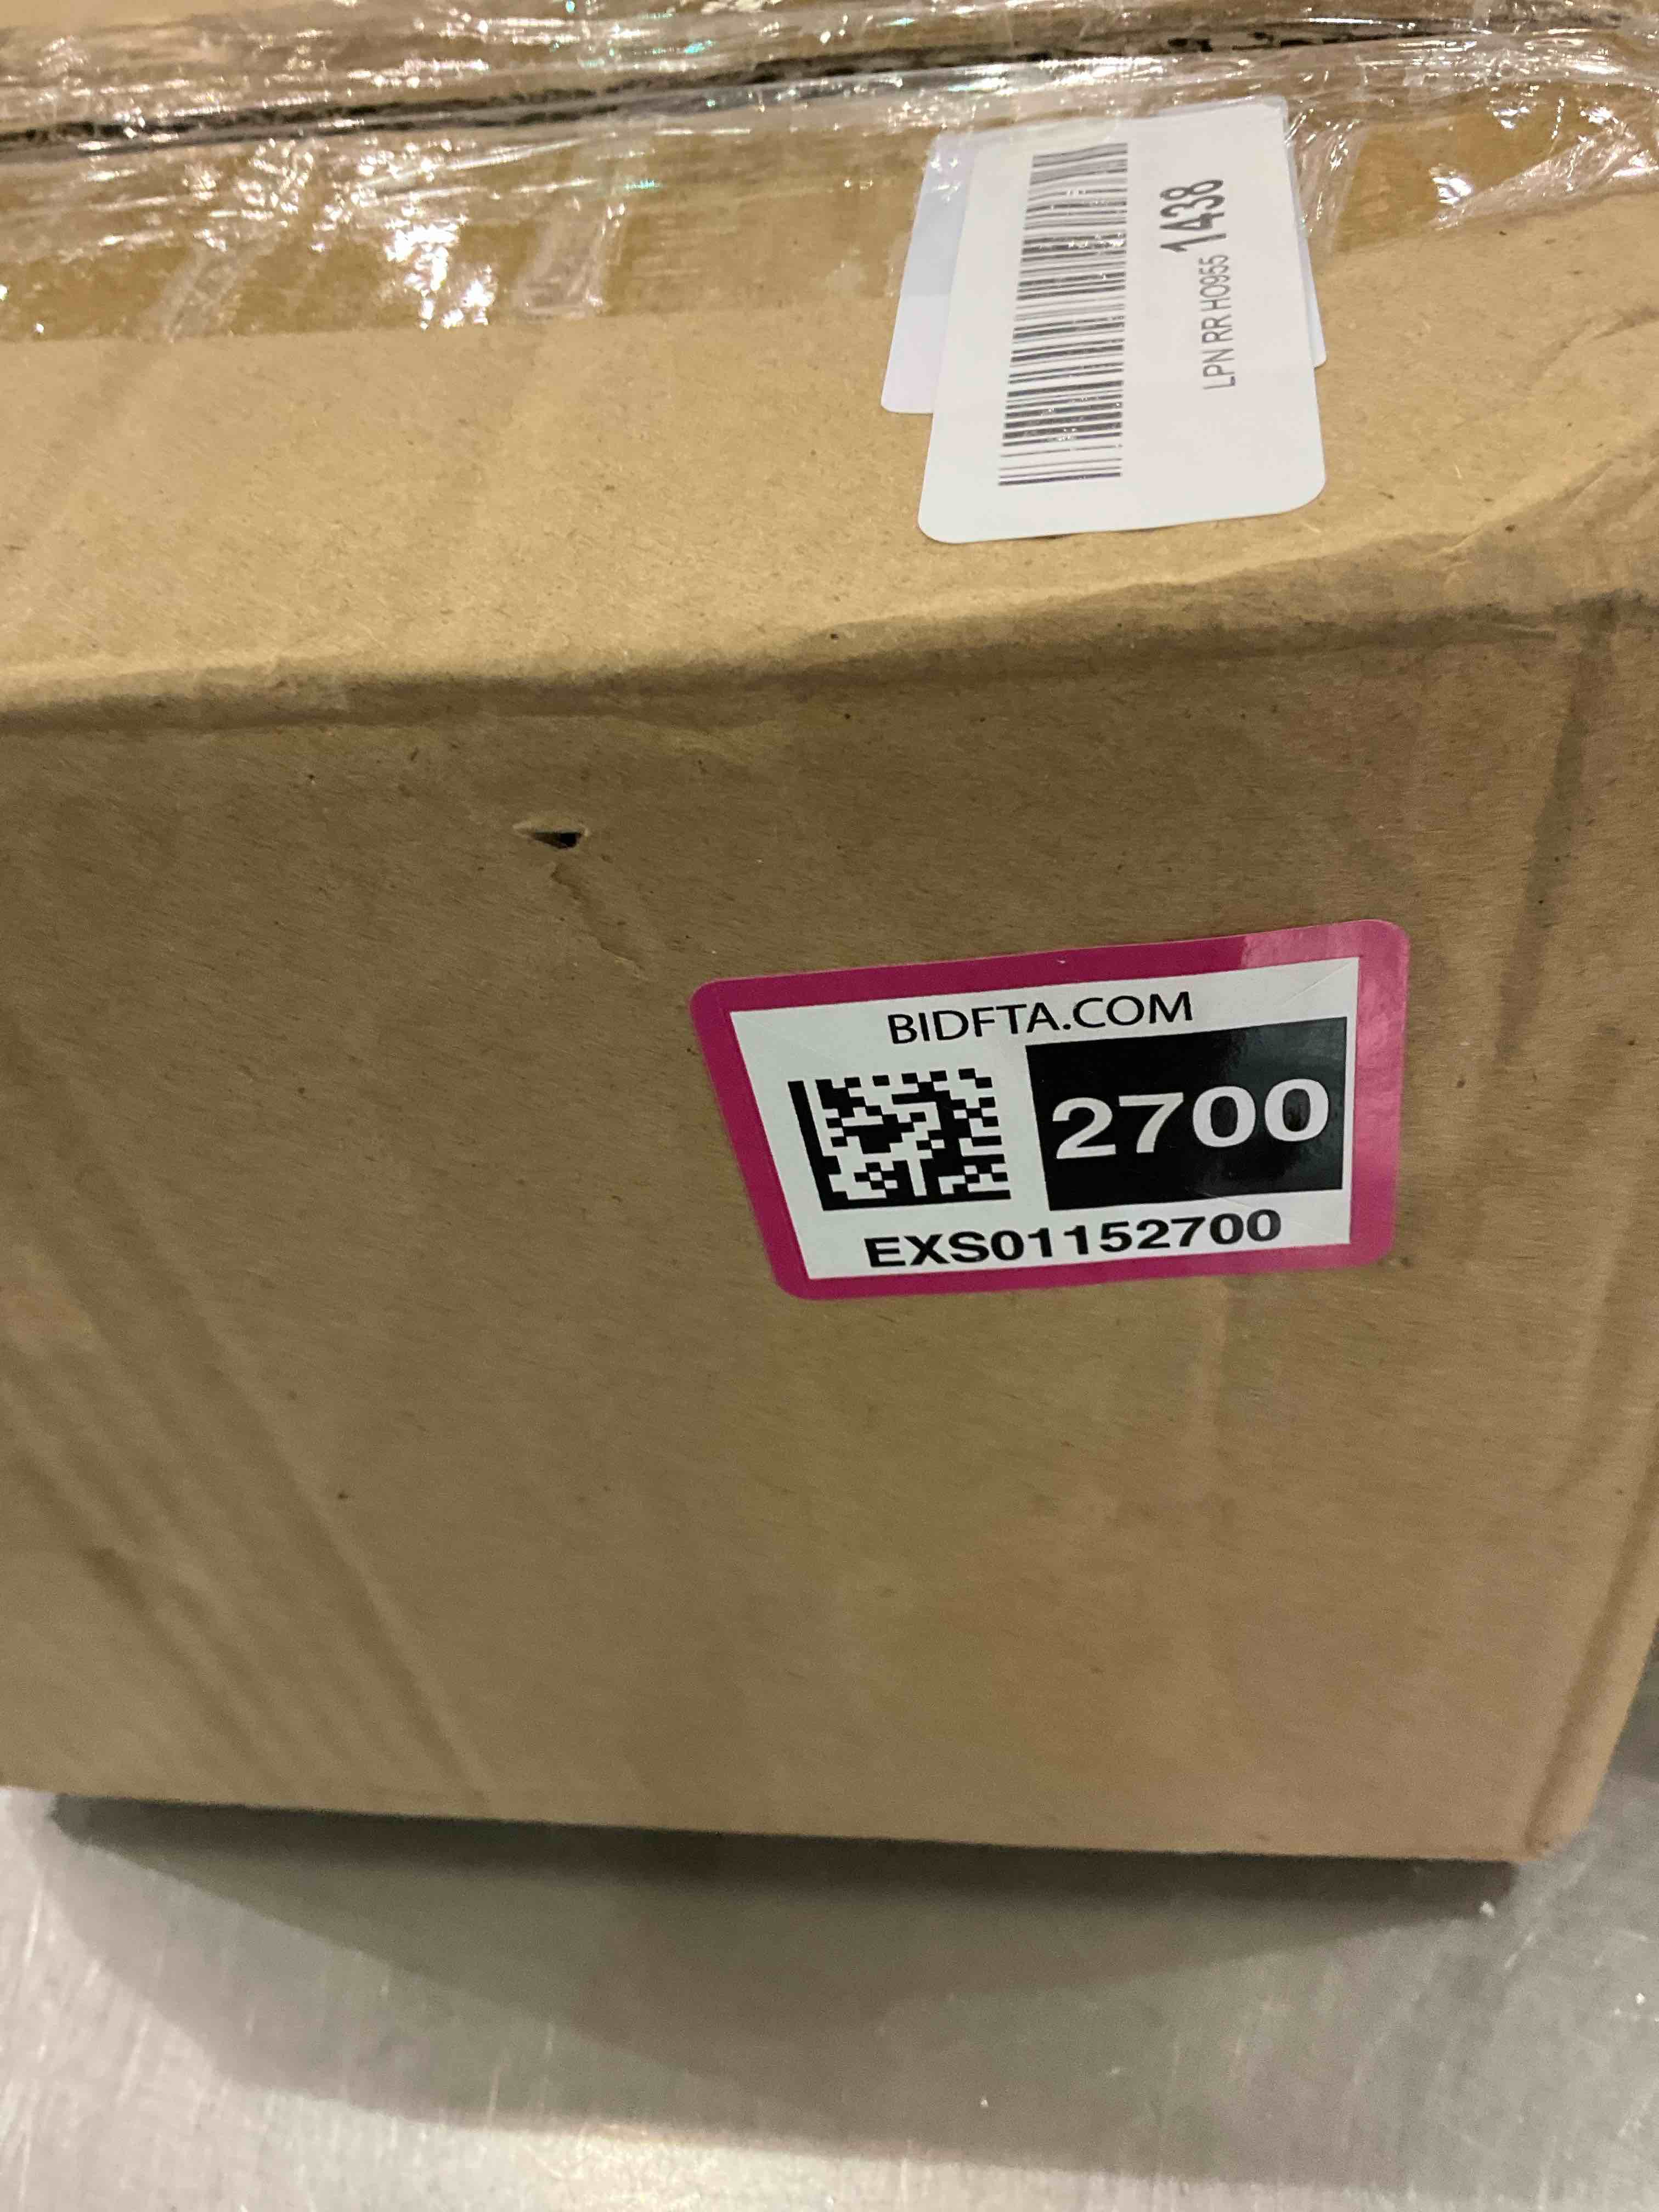 LPN RR HO955 1438
BIDFTA.COM
2700
EXS01152700